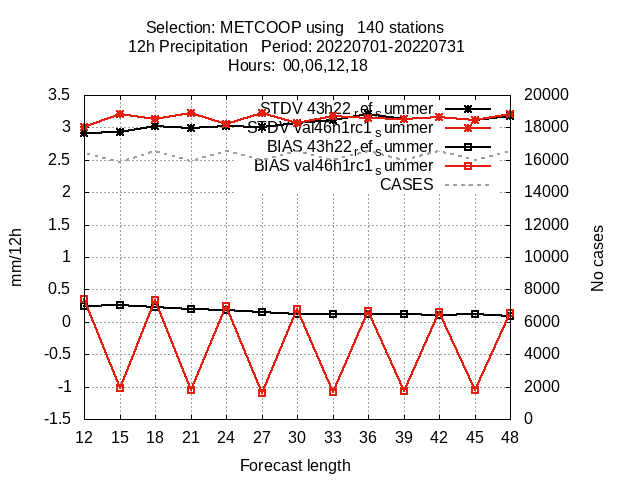 Selection: METCOOP using 140 stations
12h Precipitation Period: 20220701-20220731
Hours: 00,06,12,18
STDV 43h22_ref_summer
STDV val46h1rc1_summer
BIAS 43h22_ref_summer
BIAS val46h1rc1_summer
CASES
3.5
3
2.5
2
1.5
1
0.5
0
-0.5
-1
-1.5
mm/12h
20000
18000
16000
14000
12000
10000
8000
6000
4000
2000
0
No cases
12 15 18 21 24 27 30 33 36 39 42 45 48
Forecast length